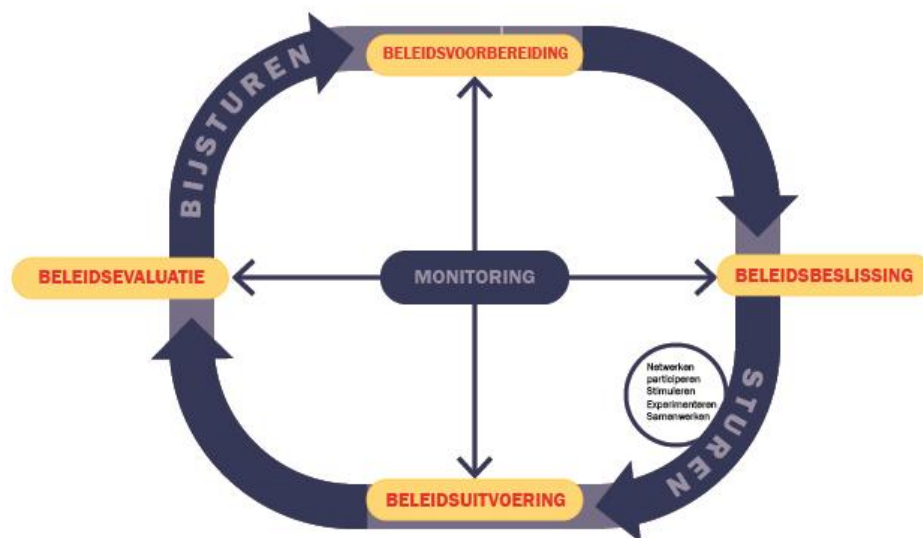 BELEIDSVOORBEREIDING
BIJSTUREN
BELEIDSEVALUATIE
MONITORING
BELEIDSBESLISSING
Netwerken
participeren
Stimuleren
Experimenteren
Samenwerken
STUREN
BELEIDSUITVOERING